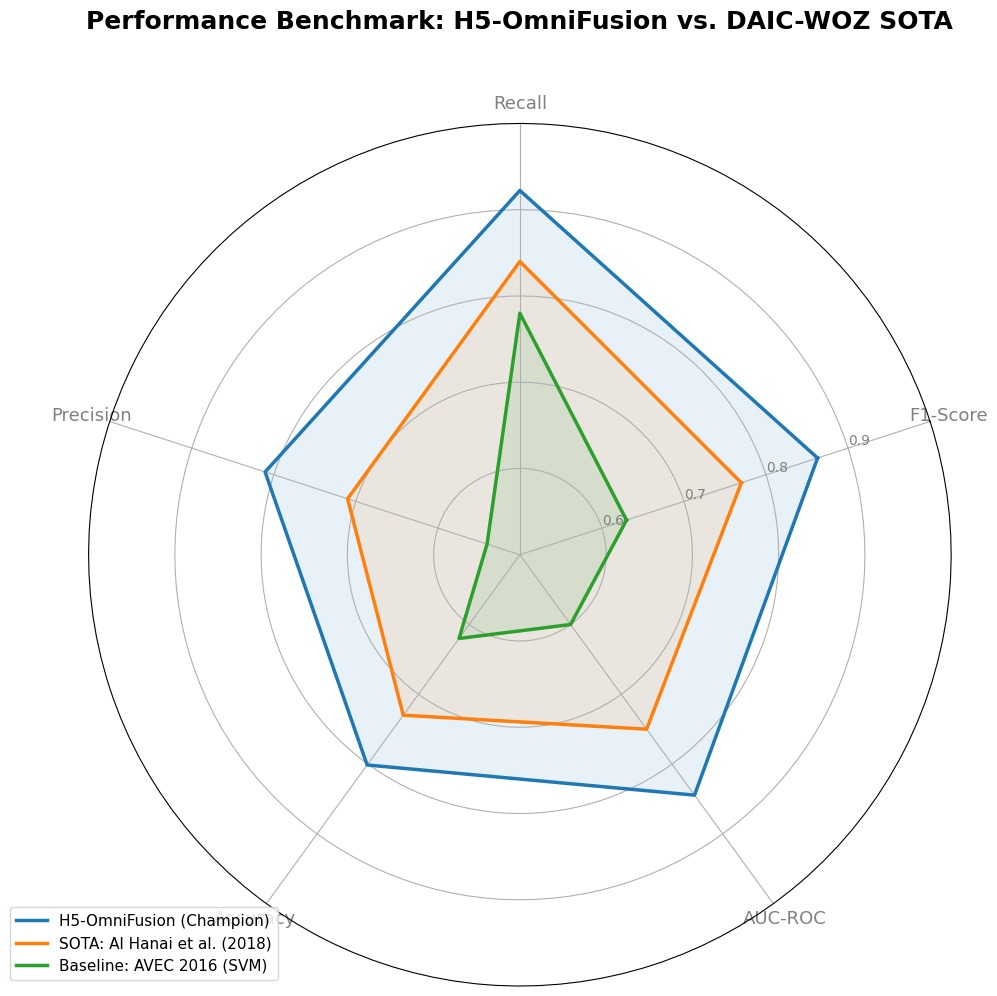 Performance Benchmark: H5-OmniFusion vs. DAIC-WOZ SOTA
Recall
Precision
F1-Score
0.9
0.8
0.7
0.6
AUC-ROC
Accuracy
H5-OmniFusion (Champion)
SOTA: Al Hanai et al. (2018)
Baseline: AVEC 2016 (SVM)